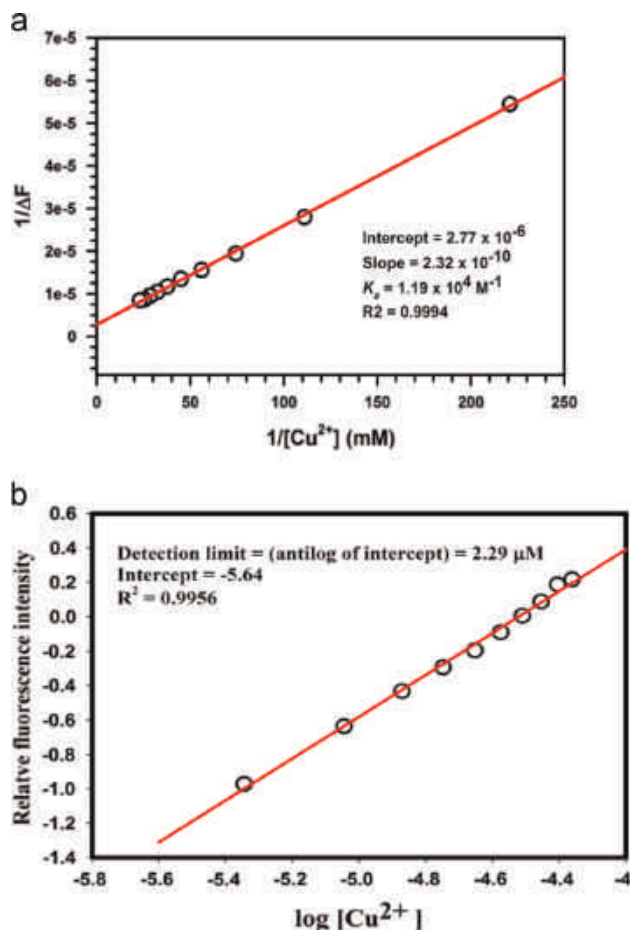 a
7e-5
6e-5
5e-5
4e-5
3e-5
2e-5
1e-5
0
1/ΔF
Intercept = 2.77 x 10⁻⁶
Slope = 2.32 x 10⁻¹⁰
Kₐ = 1.19 x 10⁴ M⁻¹
R2 = 0.9994
0 50 100 150 200 250
1/[Cu²⁺] (mM)
b
0.6
0.4
0.2
0.0
-0.2
-0.4
-0.6
-0.8
-1.0
-1.2
-1.4
Relatve fluorescence intensity
Detection limit = (antilog of intercept) = 2.29 μM
Intercept = -5.64
R² = 0.9956
-5.8 -5.6 -5.4 -5.2 -5.0 -4.8 -4.6 -4.4 -4
log [Cu²⁺]